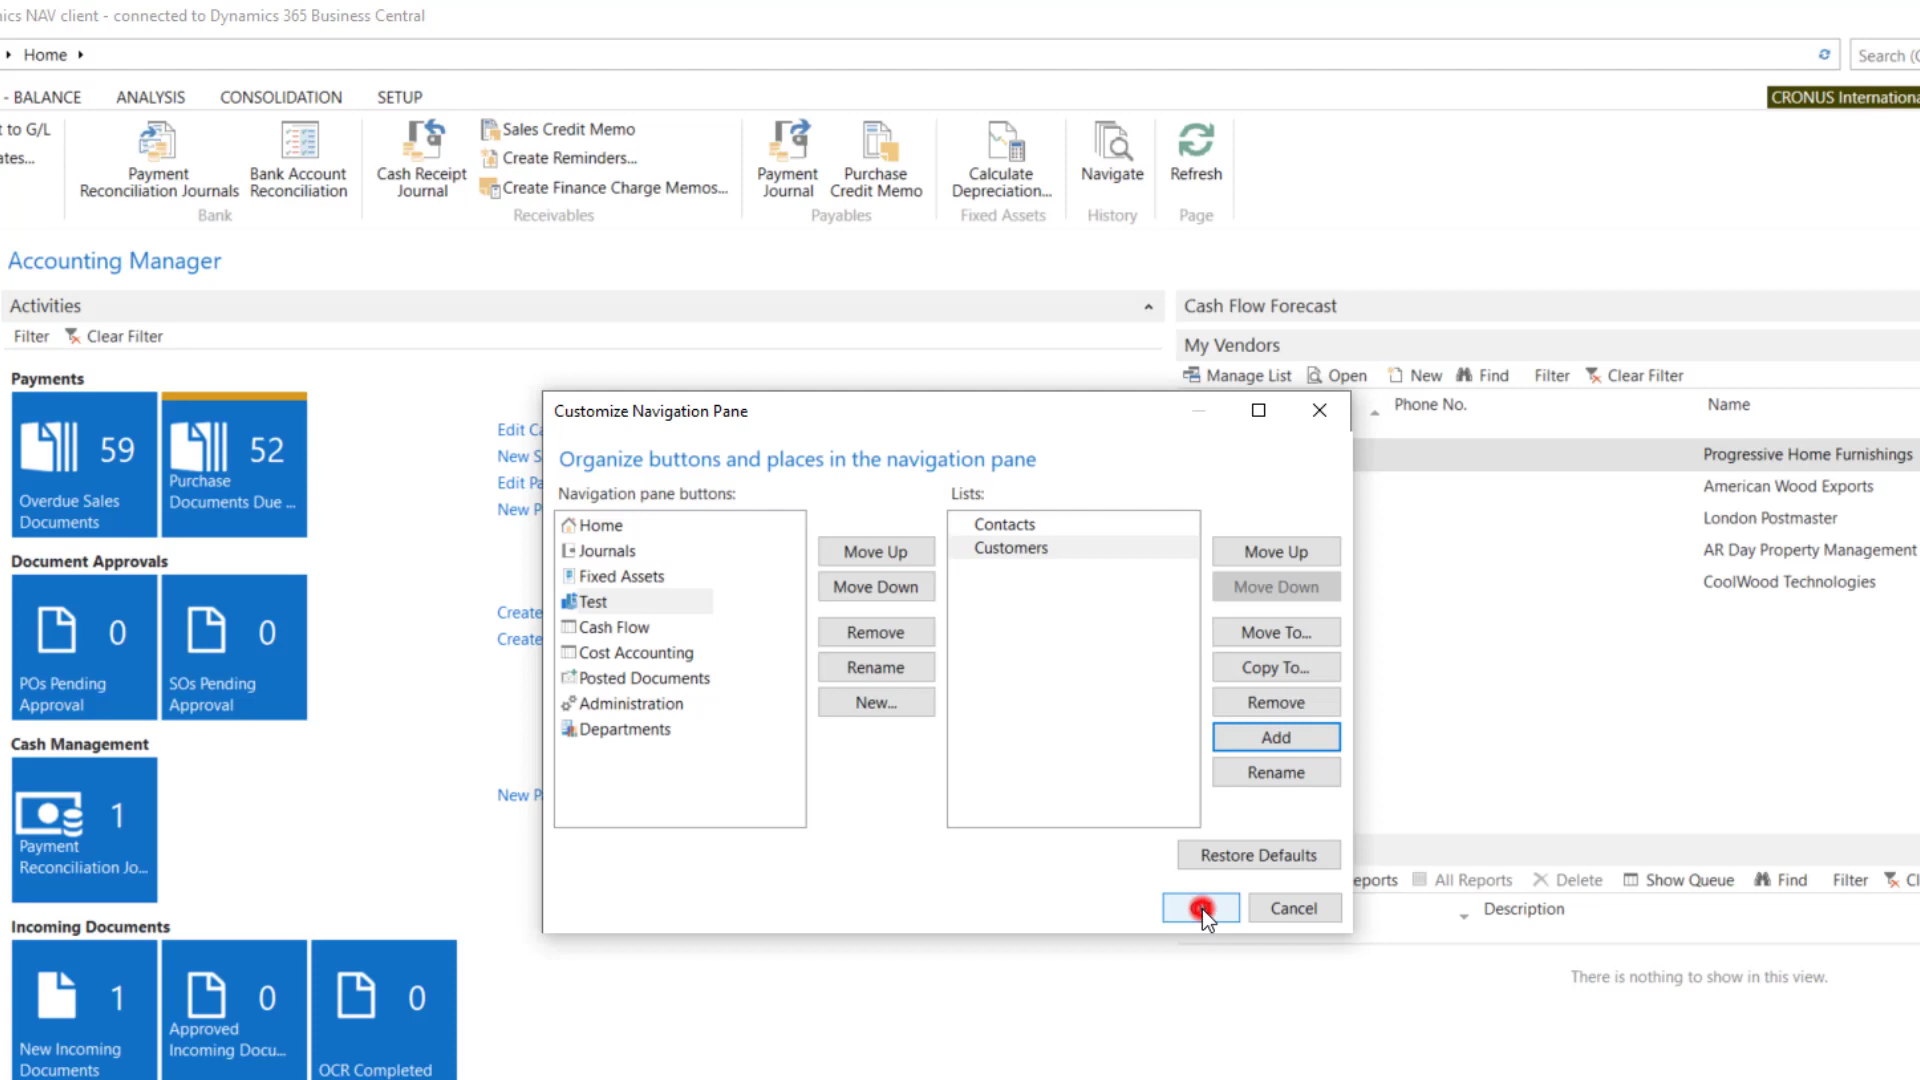 ics NAV client - connected to Dynamics 365 Business Central
Home
Search (C
- BALANCE
ANALYSIS
CONSOLIDATION
SETUP
CRONUS Internationa
t to G/L
ates...
Payment
Reconciliation Journals
Bank Account
Reconciliation
Bank
Cash Receipt
Journal
Sales Credit Memo
Create Reminders...
Create Finance Charge Memos...
Receivables
Payment
Journal
Purchase
Credit Memo
Payables
Calculate
Depreciation...
Fixed Assets
Navigate
History
Refresh
Page
Accounting Manager
Activities
Filter
Clear Filter
Payments
59
Overdue Sales
Documents
52
Purchase
Documents Due ...
Edit Ca
New S
Edit Pa
New P
Document Approvals
0
POs Pending
Approval
0
SOs Pending
Approval
Create
Create
Cash Management
1
Payment
Reconciliation Jo...
New P
Incoming Documents
1
New Incoming
Documents
0
Approved
Incoming Docu...
0
OCR Completed
Customize Navigation Pane
Organize buttons and places in the navigation pane
Navigation pane buttons:
Home
Journals
Fixed Assets
Test
Cash Flow
Cost Accounting
Posted Documents
Administration
Departments
Move Up
Move Down
Remove
Rename
New...
Lists:
Contacts
Customers
Move Up
Move Down
Move To...
Copy To...
Remove
Add
Rename
Restore Defaults
Cancel
Cash Flow Forecast
My Vendors
Manage List
Open
New
Find
Filter
Clear Filter
Phone No.
Name
Progressive Home Furnishings
American Wood Exports
London Postmaster
AR Day Property Management
CoolWood Technologies
eports
All Reports
Delete
Show Queue
Find
Filter
Cl
Description
There is nothing to show in this view.